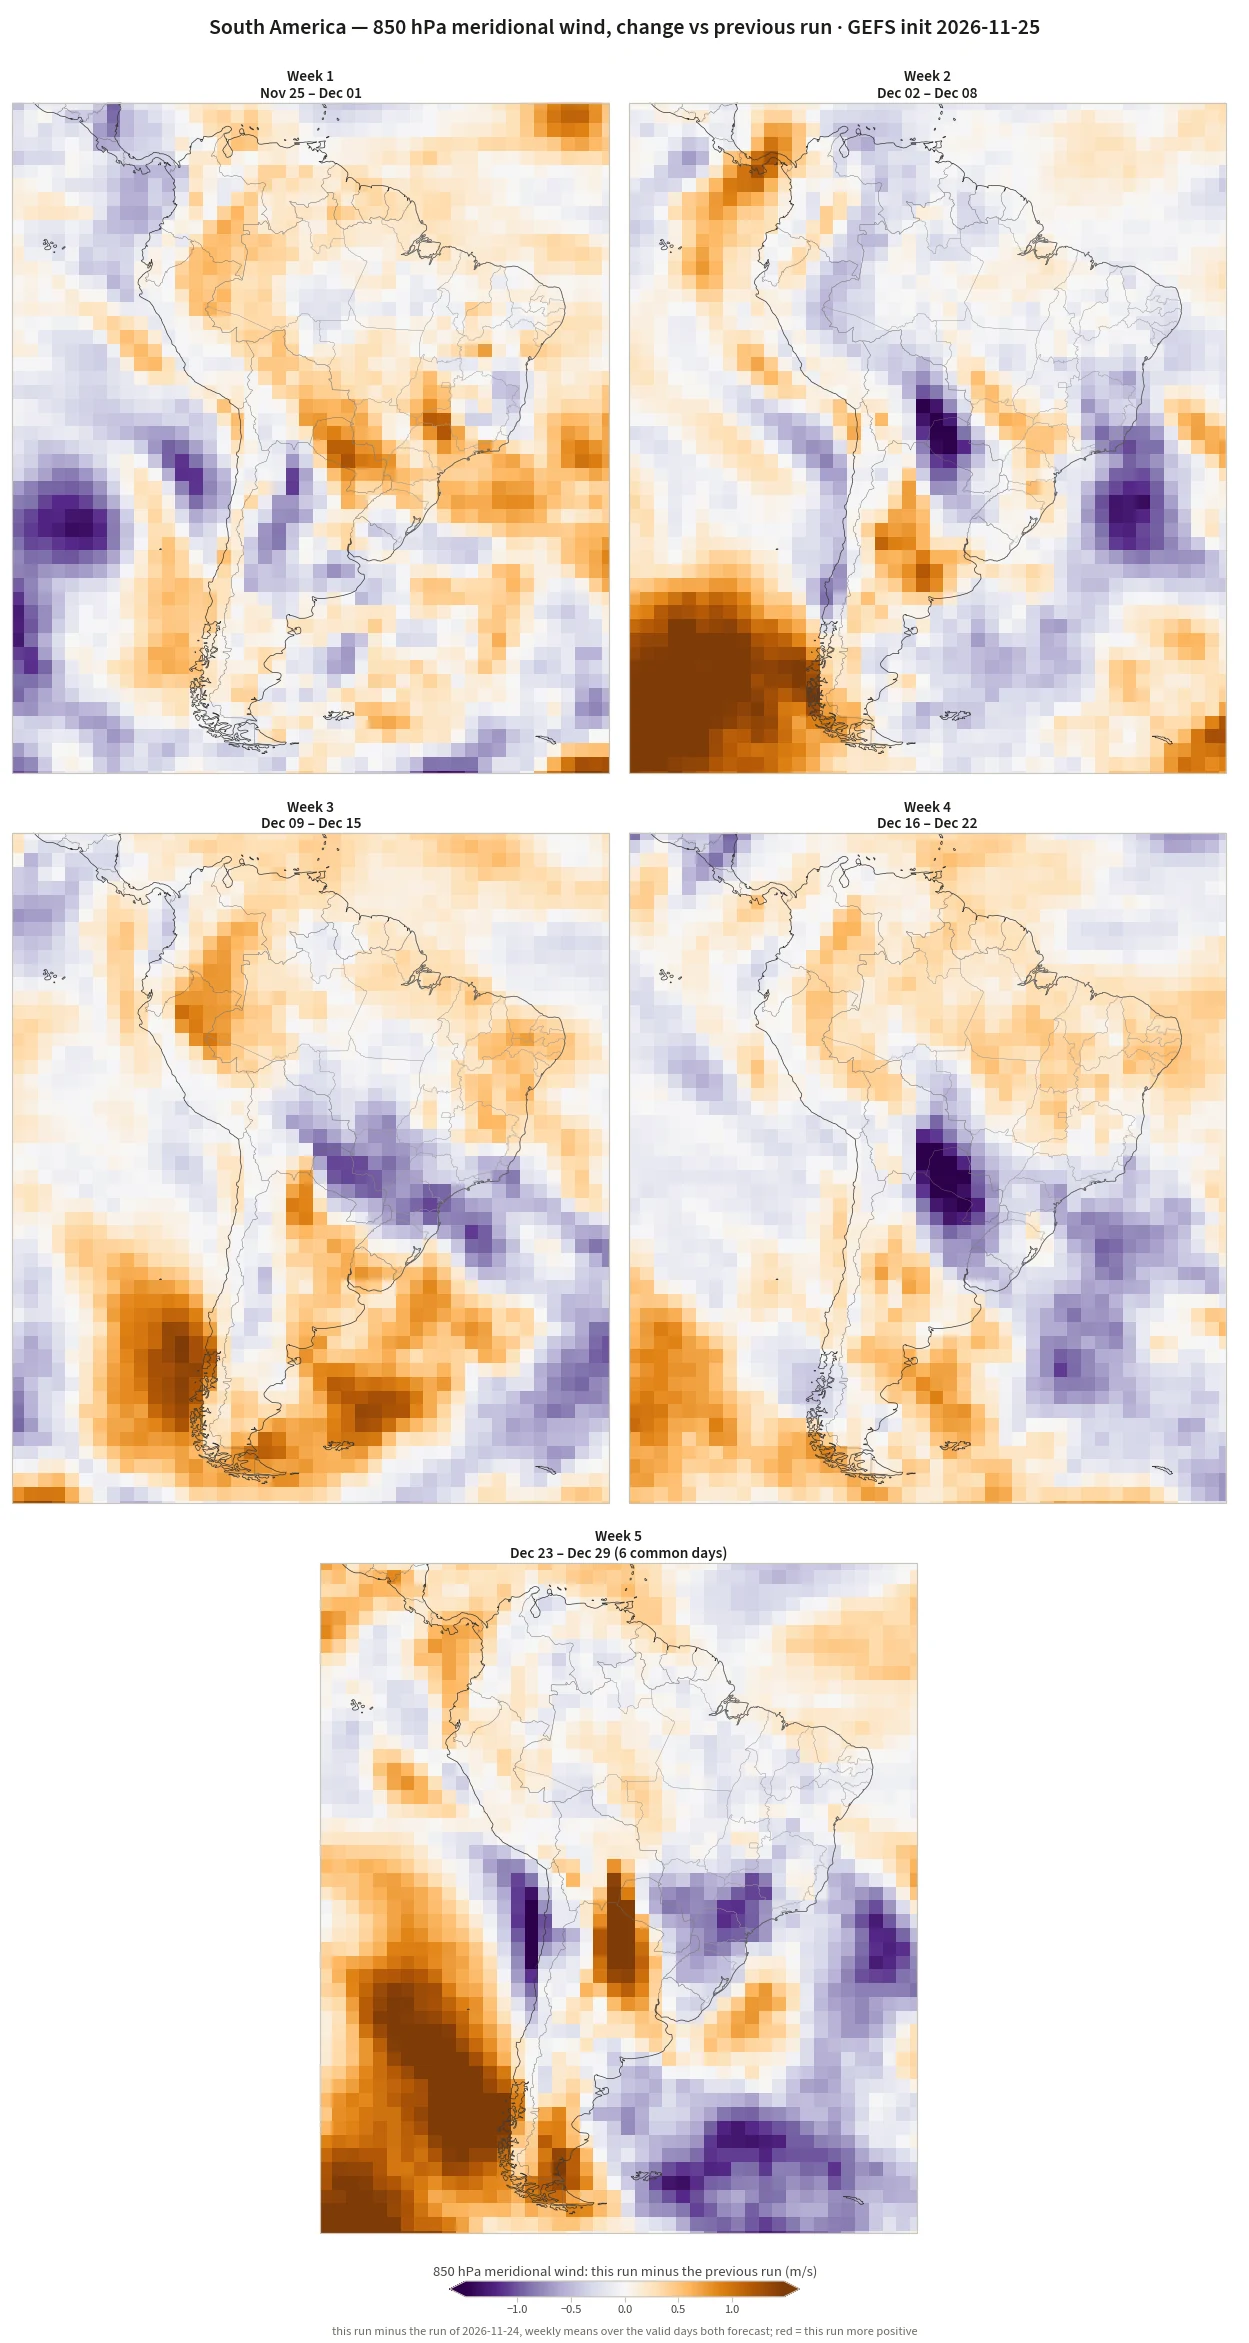 South America — 850 hPa meridional wind, change vs previous run · GEFS init 2026-11-25
Week 1
Nov 25 – Dec 01
Week 2
Dec 02 – Dec 08
Week 3
Dec 09 – Dec 15
Week 4
Dec 16 – Dec 22
Week 5
Dec 23 – Dec 29 (6 common days)
850 hPa meridional wind: this run minus the previous run (m/s)
−1.0 −0.5 0.0 0.5 1.0
this run minus the run of 2026-11-24, weekly means over the valid days both forecast; red = this run more positive